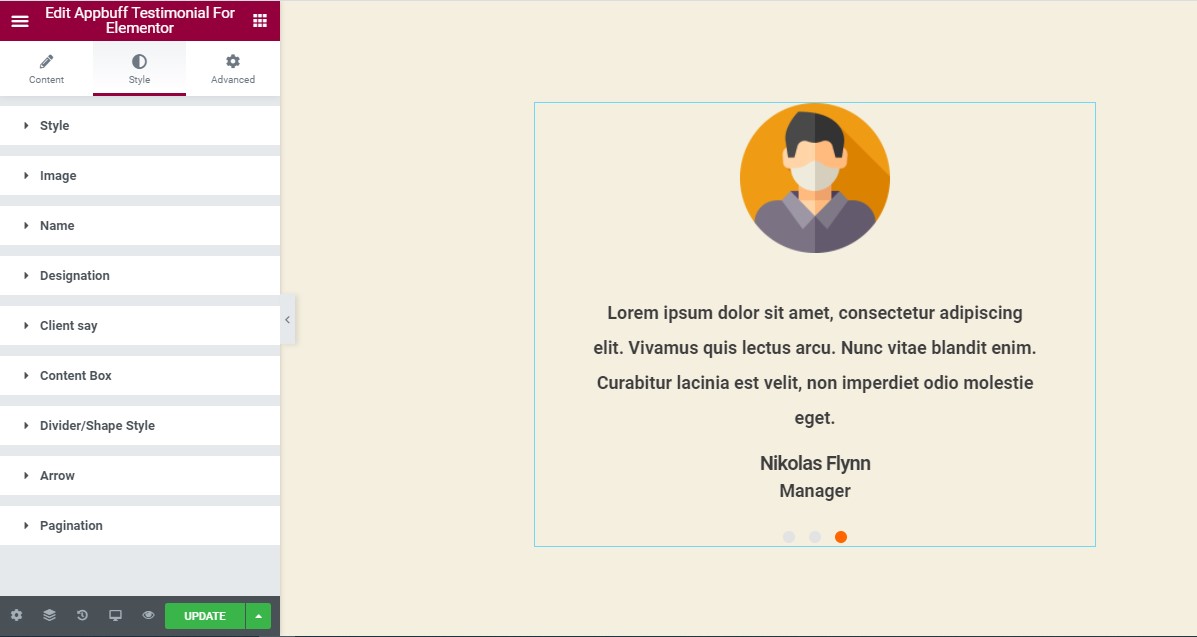 Edit Appbuff Testimonial For
Elementor
Content
Style
Advanced
Style
Image
Name
Designation
Client say
Content Box
Divider/Shape Style
Arrow
Pagination
UPDATE
Lorem ipsum dolor sit amet, consectetur adipiscing
elit. Vivamus quis lectus arcu. Nunc vitae blandit enim.
Curabitur lacinia est velit, non imperdiet odio molestie
eget.
Nikolas Flynn
Manager